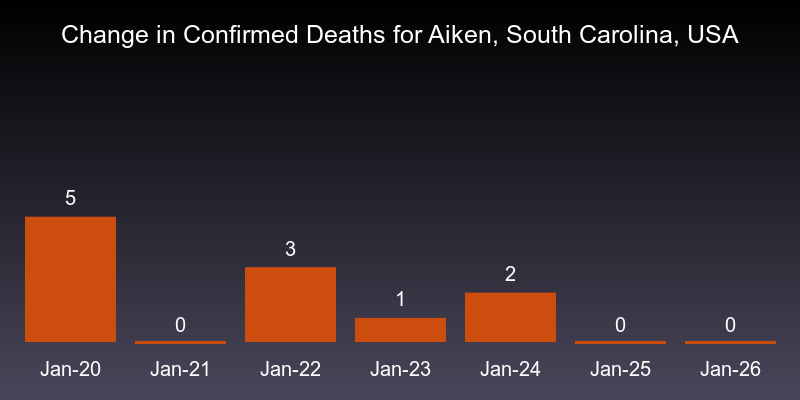 Change in Confirmed Deaths for Aiken, South Carolina, USA
5
0
3
1
2
0
0
Jan-20
Jan-21
Jan-22
Jan-23
Jan-24
Jan-25
Jan-26